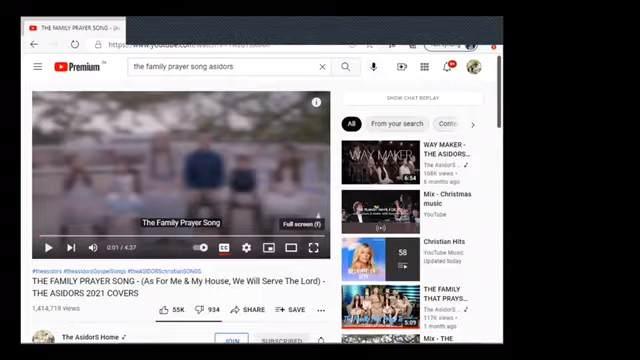 THE FAMILY PRAYER SONG - (As
Premium
the family prayer song asidors
9+
SHOW CHAT REPLAY
All
From your search
The Family Prayer Song
Full screen (f)
0:01 / 4:37
#theasidors #theasidorsGospelSongs #theASIDORSchristianSONGS
THE FAMILY PRAYER SONG - (As For Me & My House, We Will Serve The Lord) -
THE ASIDORS 2021 COVERS
1,414,718 views
55K
934
SHARE
SAVE
The AsidorS Home
JOIN
SUBSCRIBED
WAY MAKER
6:54
WAY MAKER -
THE ASIDORS...
168K views
6 months ago
Mix - Christmas
music
YouTube
58
Christian Hits
YouTube Music
Updated today
5:09
THE FAMILY
THAT PRAYS...
The AsidorS
117K views
1 month ago
Mix - THE